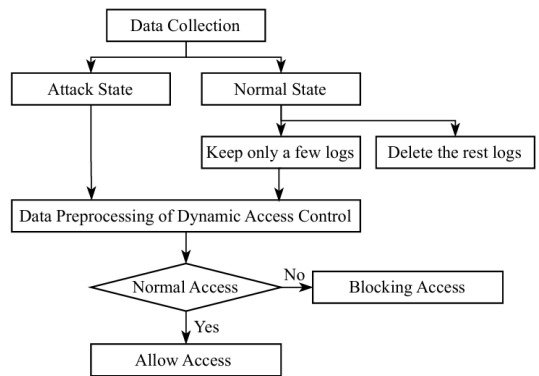 Data Collection
Attack State
Normal State
Keep only a few logs
Delete the rest logs
Data Preprocessing of Dynamic Access Control
Normal Access
No
Blocking Access
Yes
Allow Access